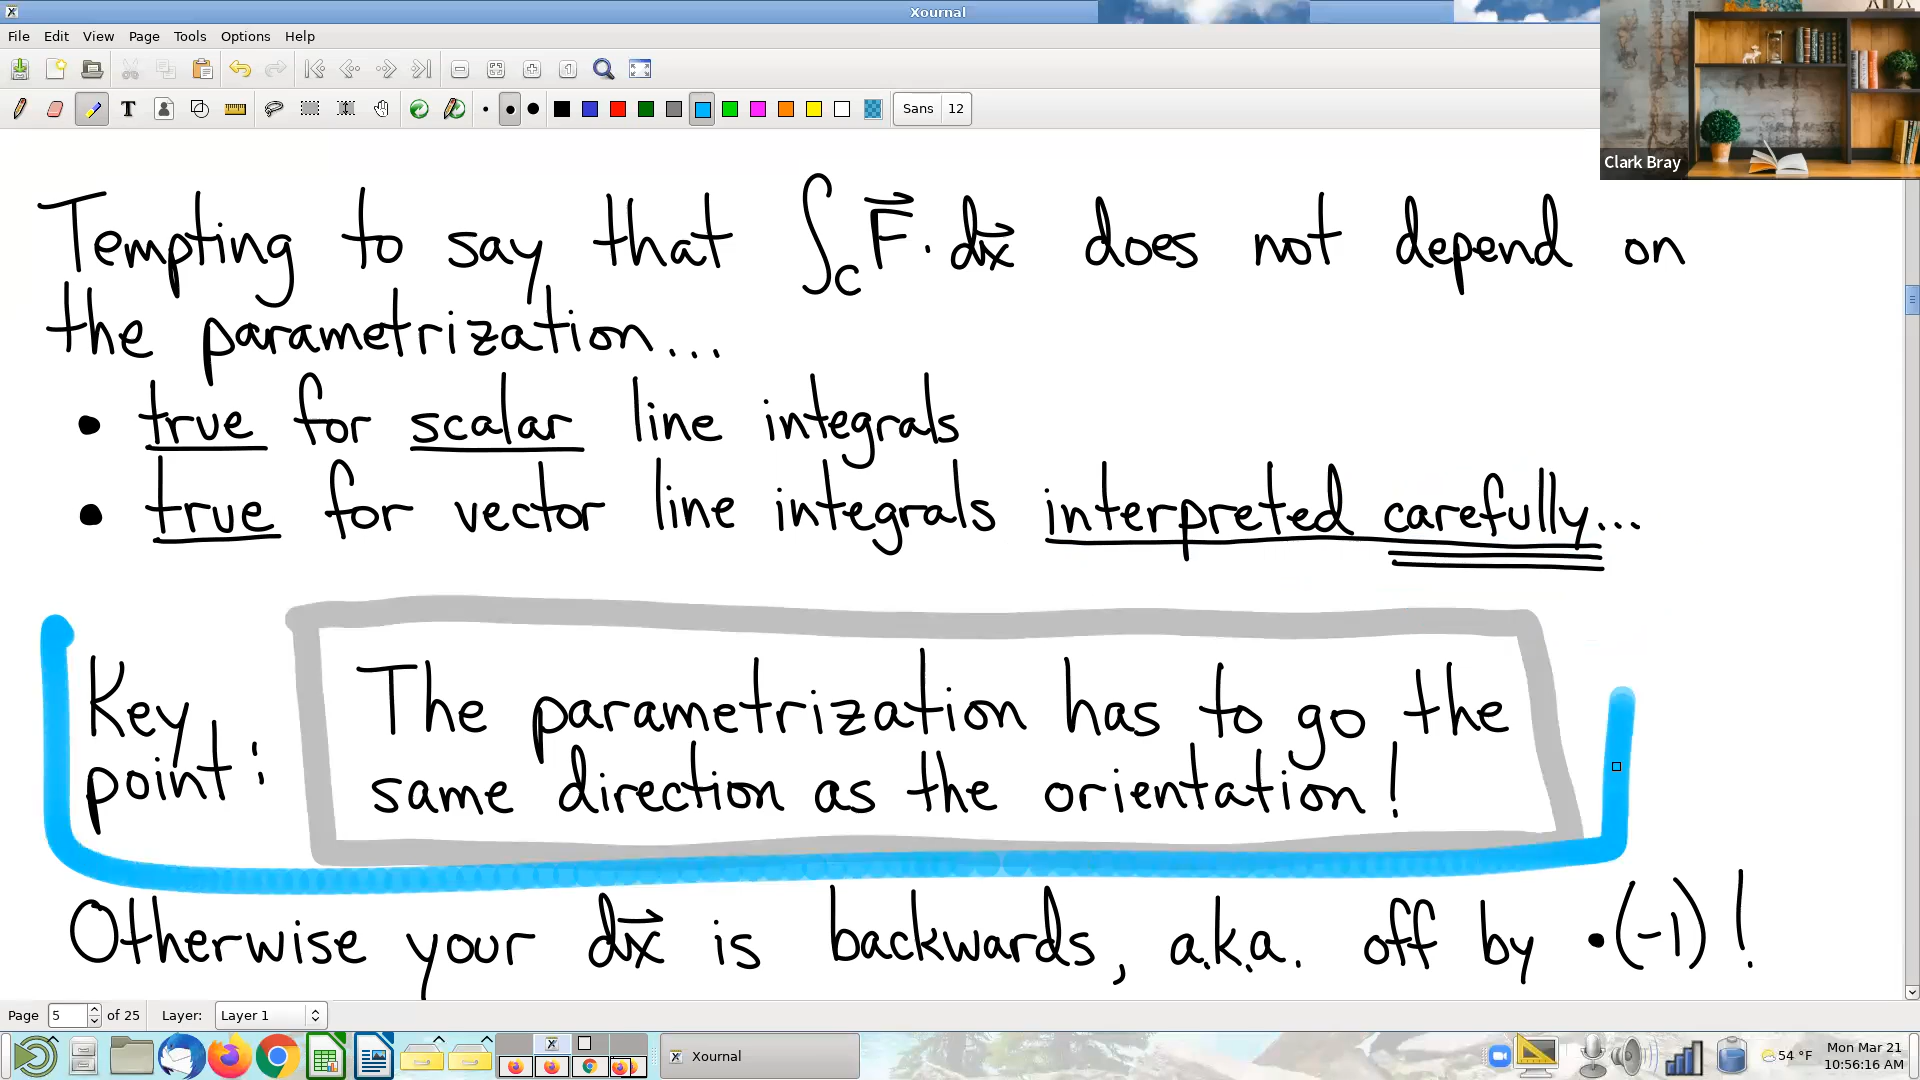 Xournal
File Edit View Page Tools Options Help
Sans 12
Clark Bray
Tempting to say that ∫_C F⃗ · dx⃗ does not depend on
the parametrization...
• true for scalar line integrals
• true for vector line integrals interpreted carefully...
Key point: The parametrization has to go the
same direction as the orientation!
Otherwise your dx⃗ is backwards, a.k.a. off by •(-1)!
Page 5 of 25 Layer: Layer 1
Xournal
54 °F
Mon Mar 21
10:56:16 AM